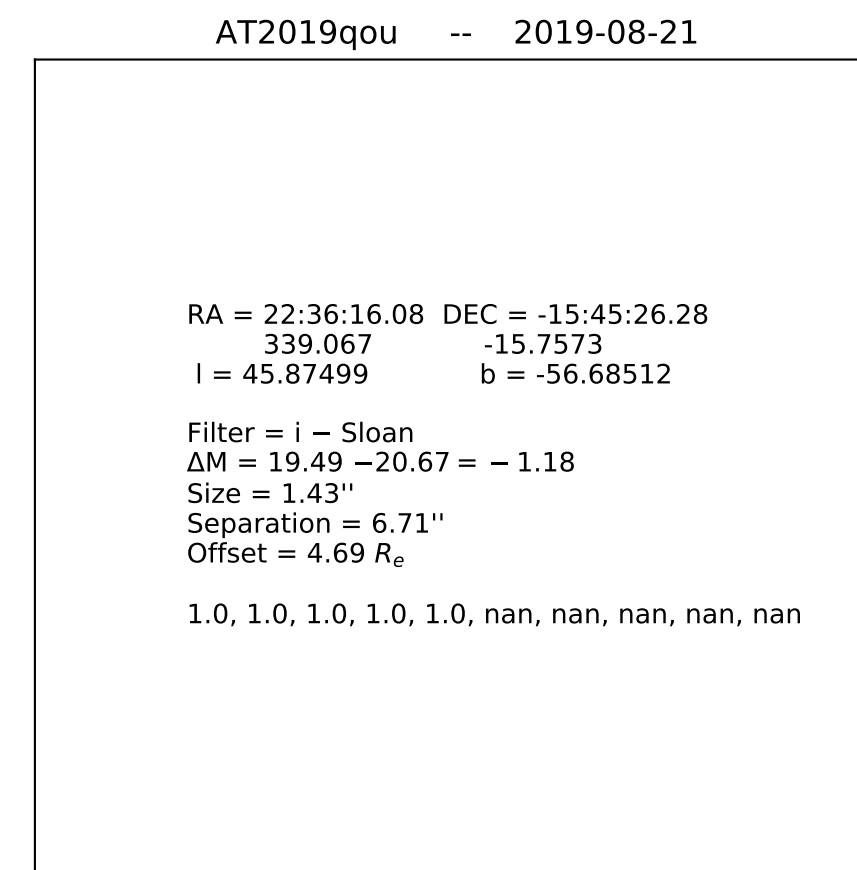 AT2019qou -- 2019-08-21
RA = 22:36:16.08 DEC = -15:45:26.28
339.067 -15.7573
l = 45.87499 b = -56.68512
Filter = i − Sloan
ΔM = 19.49 −20.67 = − 1.18
Size = 1.43''
Separation = 6.71''
Offset = 4.69 Rₑ
1.0, 1.0, 1.0, 1.0, 1.0, nan, nan, nan, nan, nan